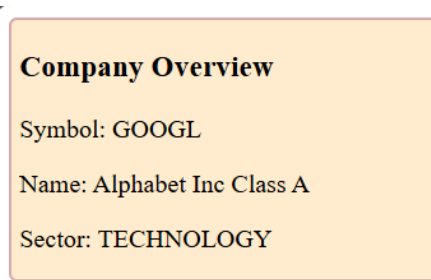 Company Overview
Symbol: GOOGL
Name: Alphabet Inc Class A
Sector: TECHNOLOGY